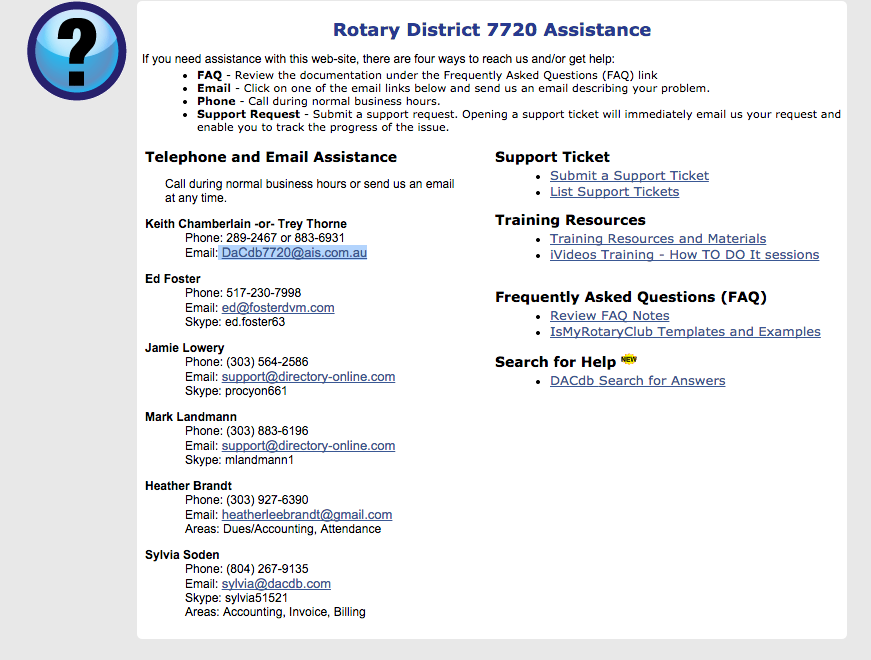 ?
Rotary District 7720 Assistance
If you need assistance with this web-site, there are four ways to reach us and/or get help:
• FAQ - Review the documentation under the Frequently Asked Questions (FAQ) link
• Email - Click on one of the email links below and send us an email describing your problem.
• Phone - Call during normal business hours.
• Support Request - Submit a support request. Opening a support ticket will immediately email us your request and
enable you to track the progress of the issue.
Telephone and Email Assistance
Call during normal business hours or send us an email
at any time.
Keith Chamberlain -or- Trey Thorne
Phone: 289-2467 or 883-6931
Email: DaCdb7720@ais.com.au
Ed Foster
Phone: 517-230-7998
Email: ed@fosterdvm.com
Skype: ed.foster63
Jamie Lowery
Phone: (303) 564-2586
Email: support@directory-online.com
Skype: procyon661
Mark Landmann
Phone: (303) 883-6196
Email: support@directory-online.com
Skype: mlandmann1
Heather Brandt
Phone: (303) 927-6390
Email: heatherleebrandt@gmail.com
Areas: Dues/Accounting, Attendance
Sylvia Soden
Phone: (804) 267-9135
Email: sylvia@dacdb.com
Skype: sylvia51521
Areas: Accounting, Invoice, Billing
Support Ticket
• Submit a Support Ticket
• List Support Tickets
Training Resources
• Training Resources and Materials
• iVideos Training - How TO DO It sessions
Frequently Asked Questions (FAQ)
• Review FAQ Notes
• IsMyRotaryClub Templates and Examples
Search for Help NEW
• DACdb Search for Answers